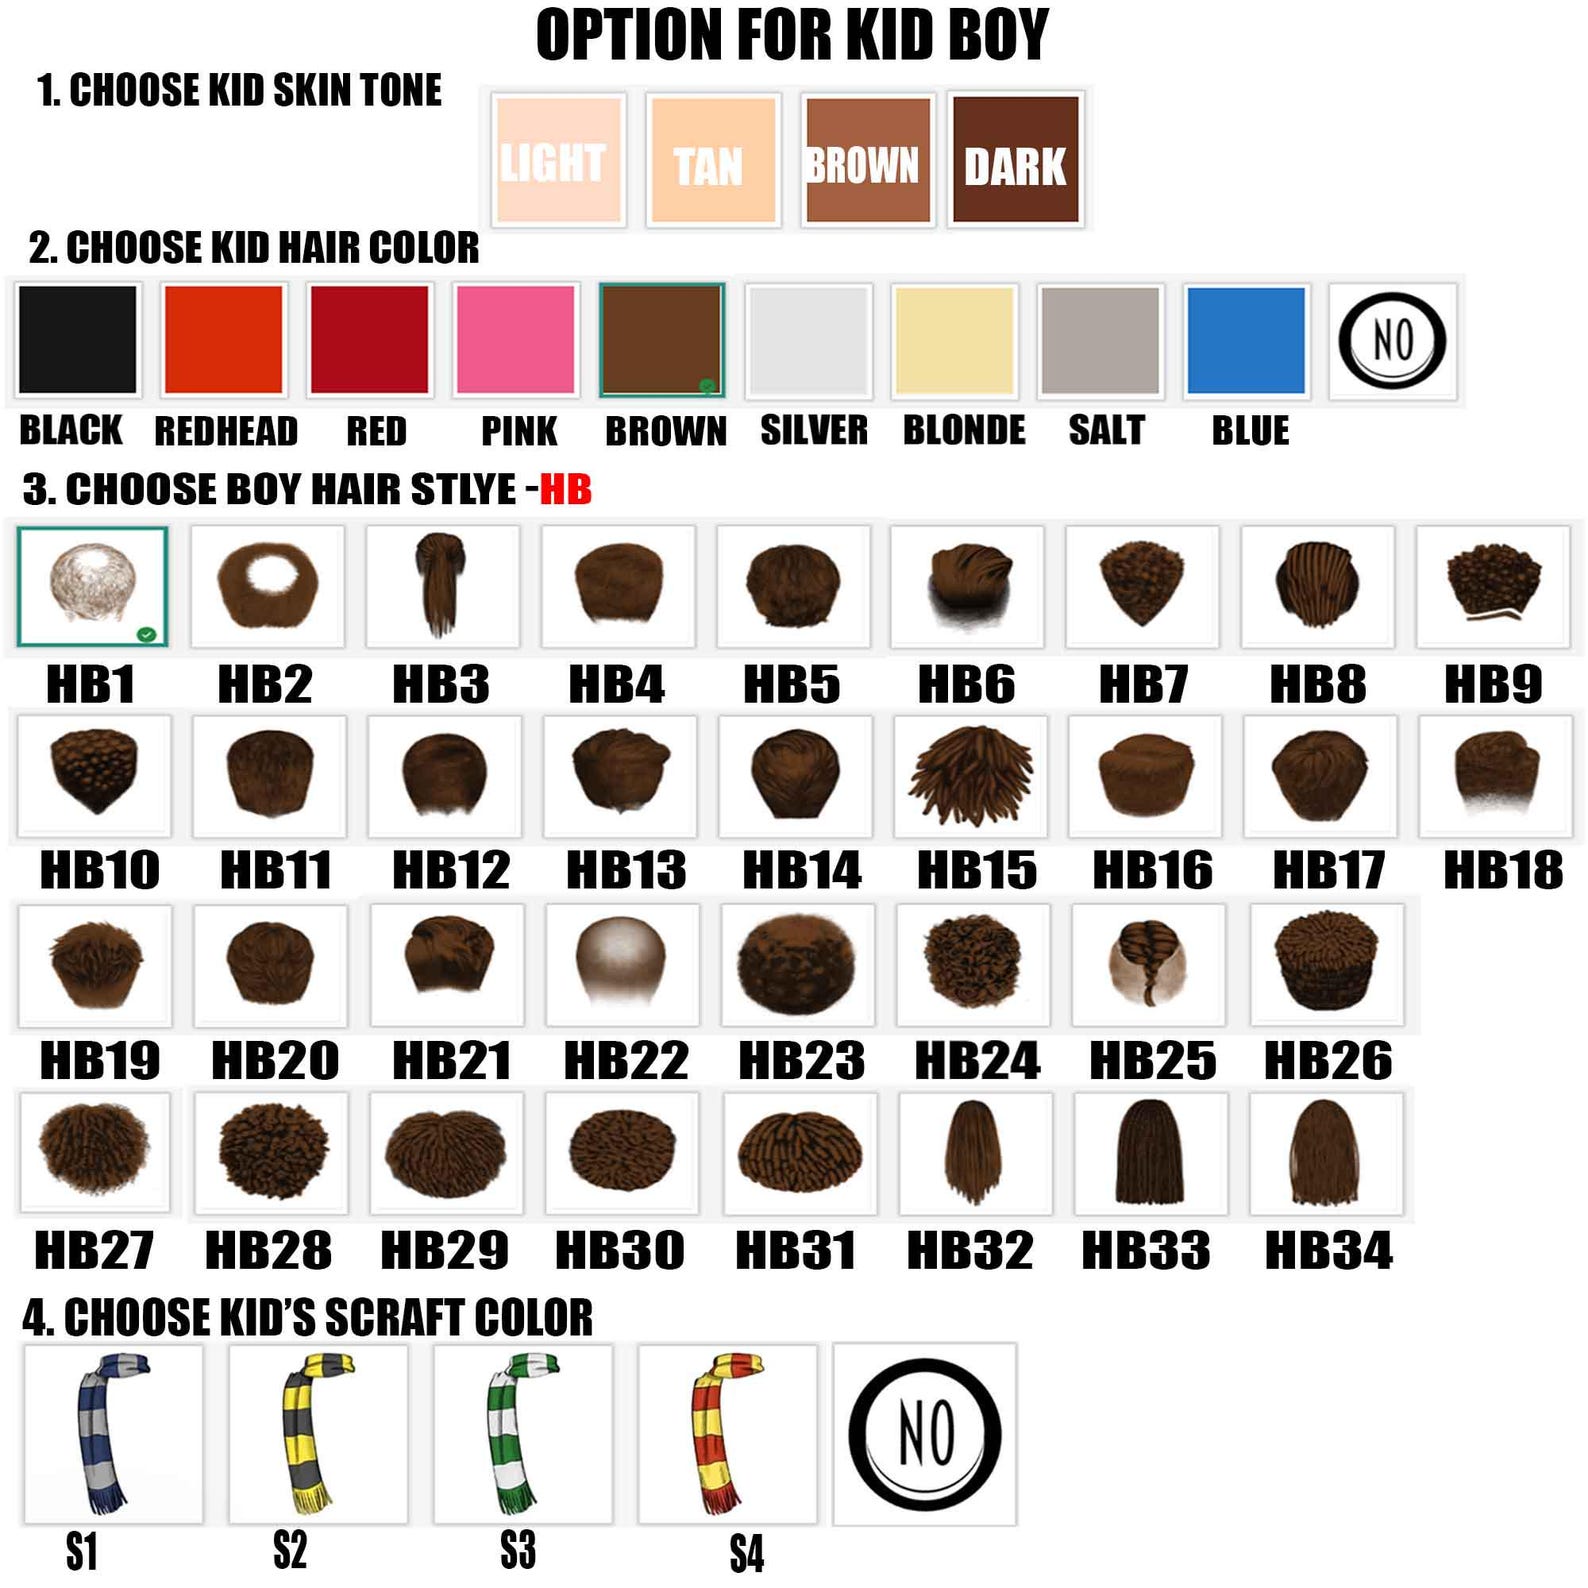 OPTION FOR KID BOY
1. CHOOSE KID SKIN TONE
LIGHT TAN BROWN DARK
2. CHOOSE KID HAIR COLOR
NO
BLACK REDHEAD RED PINK BROWN SILVER BLONDE SALT BLUE
3. CHOOSE BOY HAIR STLYE -HB
HB1 HB2 HB3 HB4 HB5 HB6 HB7 HB8 HB9
HB10 HB11 HB12 HB13 HB14 HB15 HB16 HB17 HB18
HB19 HB20 HB21 HB22 HB23 HB24 HB25 HB26
HB27 HB28 HB29 HB30 HB31 HB32 HB33 HB34
4. CHOOSE KID'S SCRAFT COLOR
NO
S1 S2 S3 S4